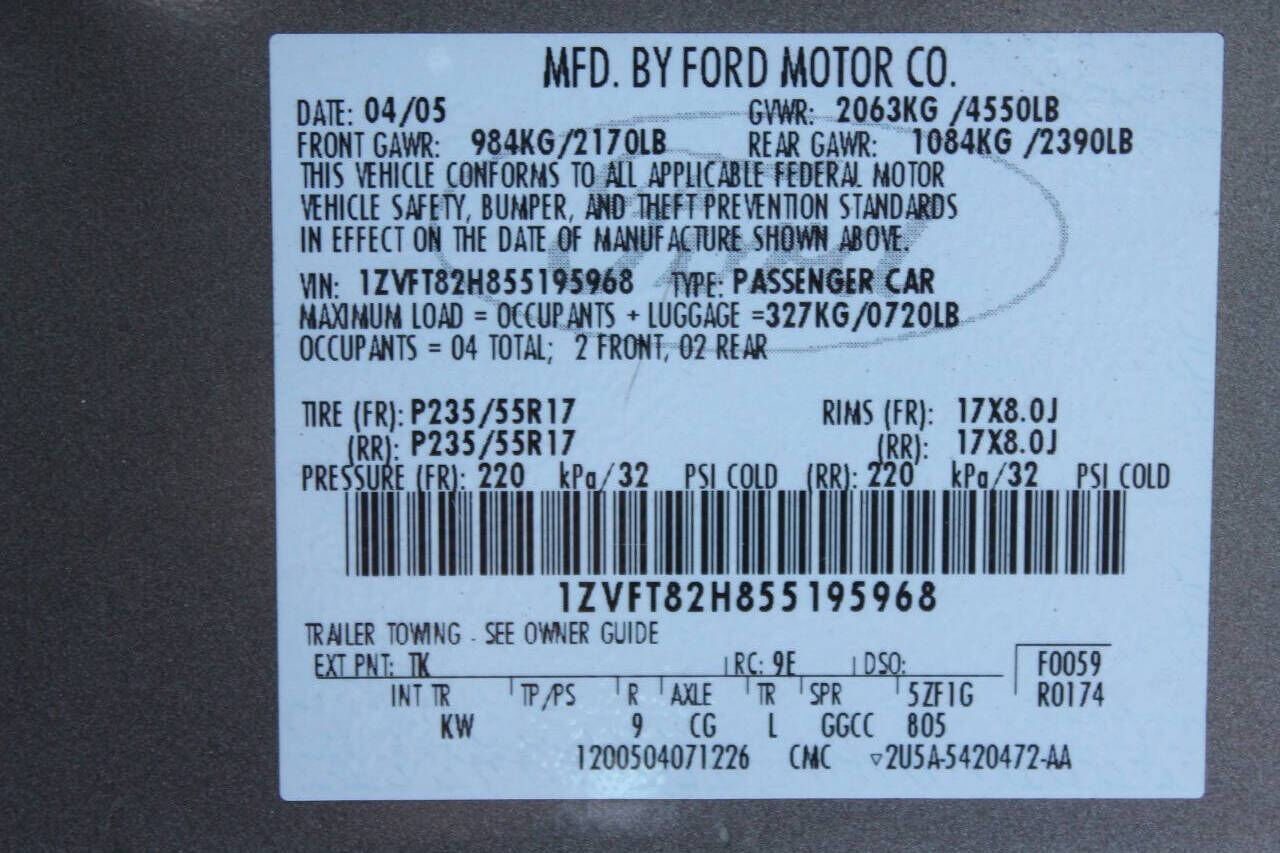 MFD. BY FORD MOTOR CO.
DATE: 04/05 GVWR: 2063KG /4550LB
FRONT GAWR: 984KG/2170LB REAR GAWR: 1084KG /2390LB
THIS VEHICLE CONFORMS TO ALL APPLICABLE FEDERAL MOTOR
VEHICLE SAFETY, BUMPER, AND THEFT PREVENTION STANDARDS
IN EFFECT ON THE DATE OF MANUFACTURE SHOWN ABOVE.
Ford
VIN: 1ZVFT82H855195968 TYPE: PASSENGER CAR
MAXIMUM LOAD = OCCUPANTS + LUGGAGE =327KG/0720LB
OCCUPANTS = 04 TOTAL; 2 FRONT, 02 REAR
TIRE (FR): P235/55R17 RIMS (FR): 17X8.0J
(RR): P235/55R17 (RR): 17X8.0J
PRESSURE (FR): 220 kPa/32 PSI COLD (RR): 220 kPa/32 PSI COLD
1ZVFT82H855195968
TRAILER TOWING - SEE OWNER GUIDE
EXT PNT: TK RC: 9E DSO: F0059
INT TR TP/PS R AXLE TR SPR 5ZF1G R0174
KW 9 CG L GGCC 805
1200504071226 CMC ▽2U5A-5420472-AA